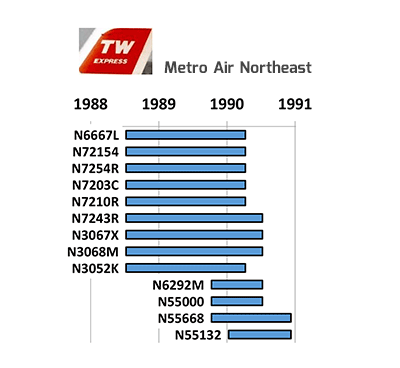 TW
EXPRESS
Metro Air Northeast
1988 1989 1990 1991
N6667L
N72154
N7254R
N7203C
N7210R
N7243R
N3067X
N3068M
N3052K
N6292M
N55000
N55668
N55132